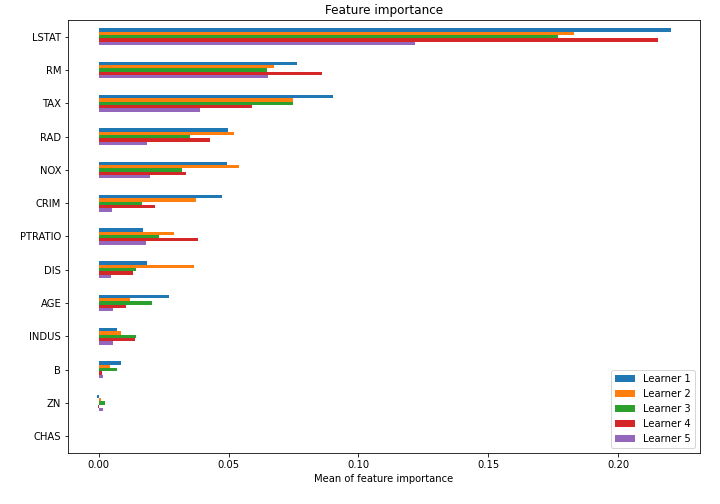 Feature importance
LSTAT
RM
TAX
RAD
NOX
CRIM
PTRATIO
DIS
AGE
INDUS
B
ZN
CHAS
Learner 1
Learner 2
Learner 3
Learner 4
Learner 5
0.00 0.05 0.10 0.15 0.20
Mean of feature importance